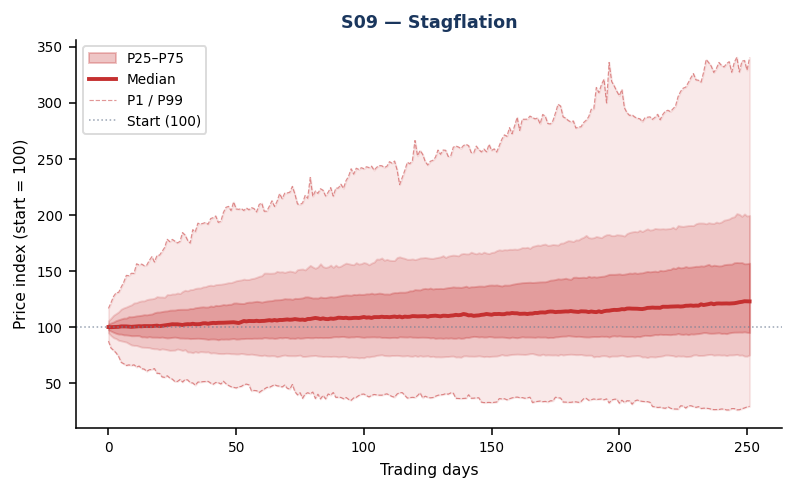 S09 — Stagflation
Price index (start = 100)
350
300
250
200
150
100
50
P25–P75
Median
P1 / P99
Start (100)
0 50 100 150 200 250
Trading days